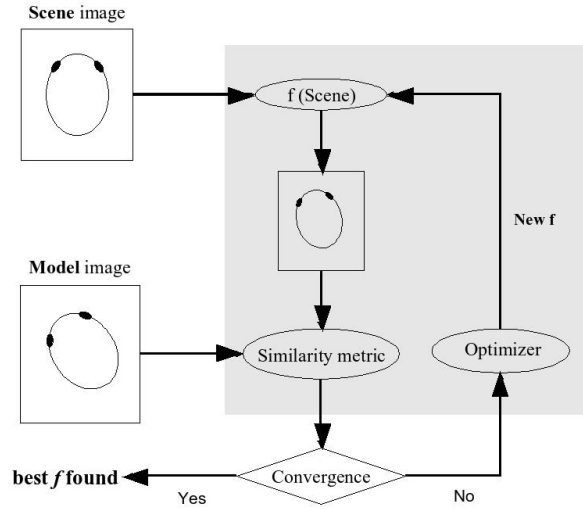 Scene image
f (Scene)
New f
Model image
Similarity metric
Optimizer
Convergence
best f found
Yes
No